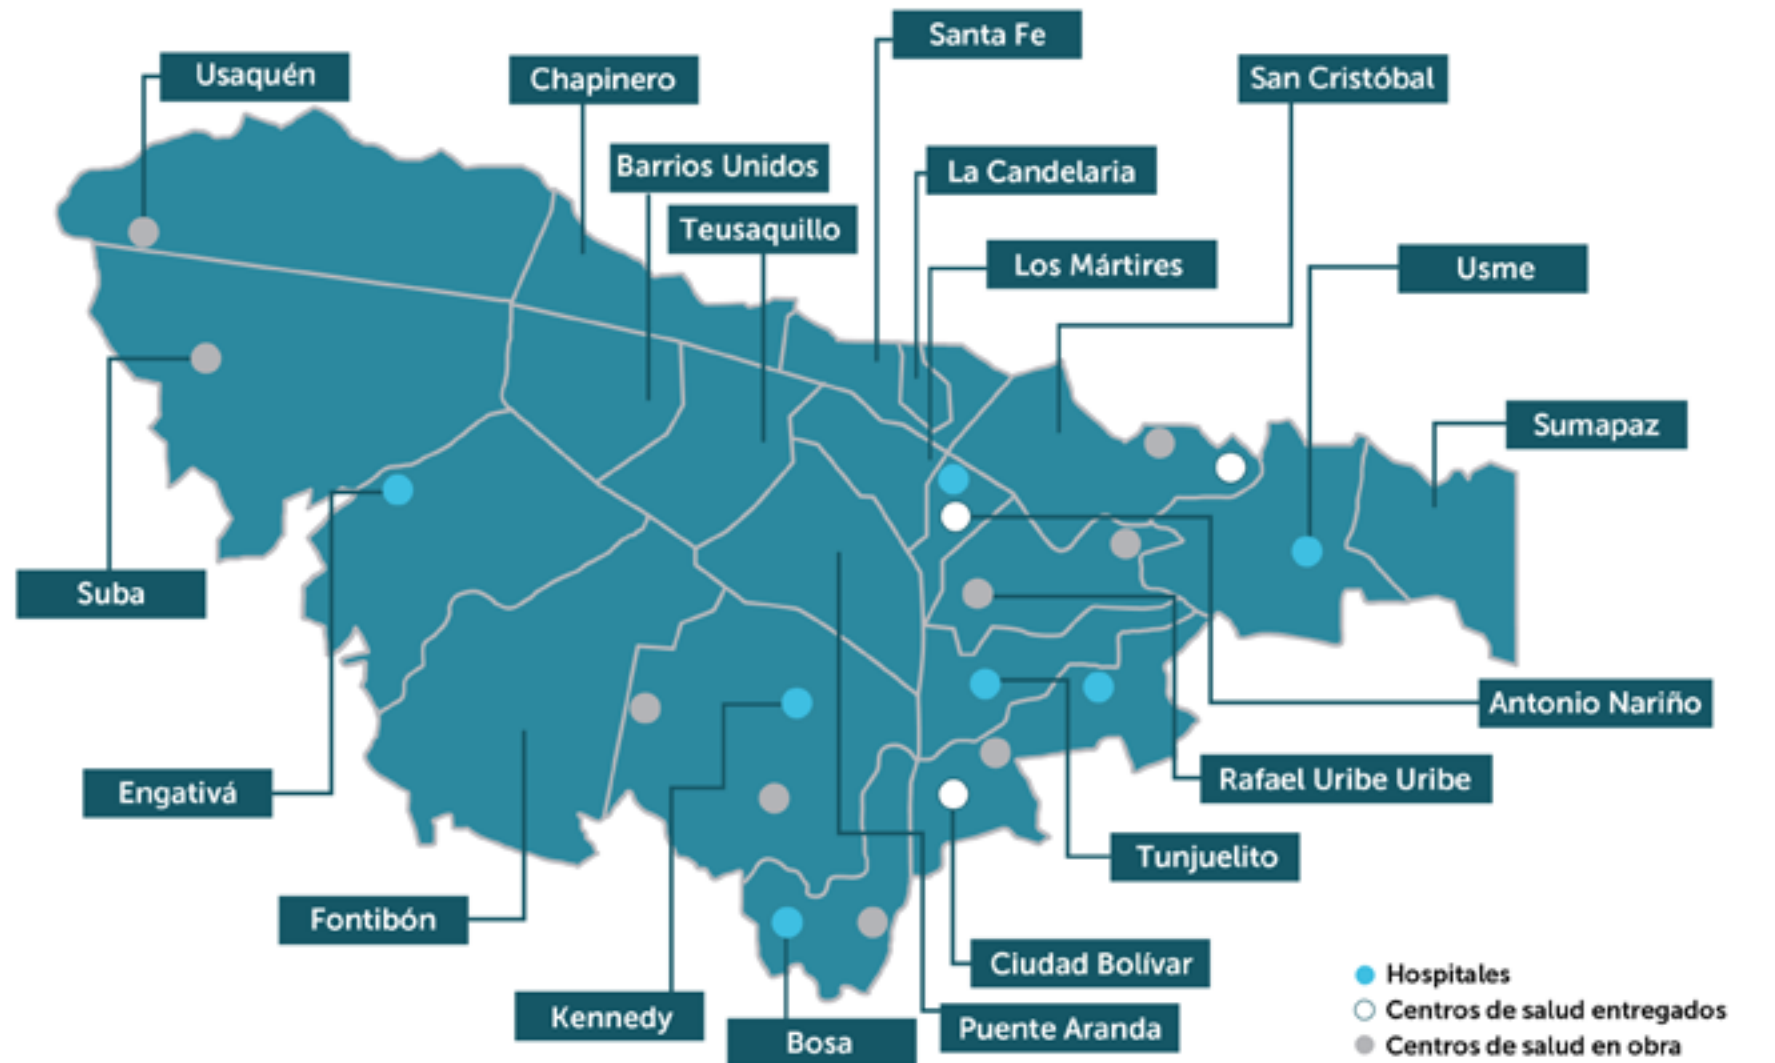 Santa Fe
Usaquén
Chapinero
San Cristóbal
Barrios Unidos
La Candelaria
Teusaquillo
Los Mártires
Usme
Sumapaz
Suba
Antonio Nariño
Engativá
Rafael Uribe Uribe
Tunjuelito
Fontibón
Ciudad Bolívar
Kennedy
Puente Aranda
Bosa
Hospitales
Centros de salud entregados
Centros de salud en obra